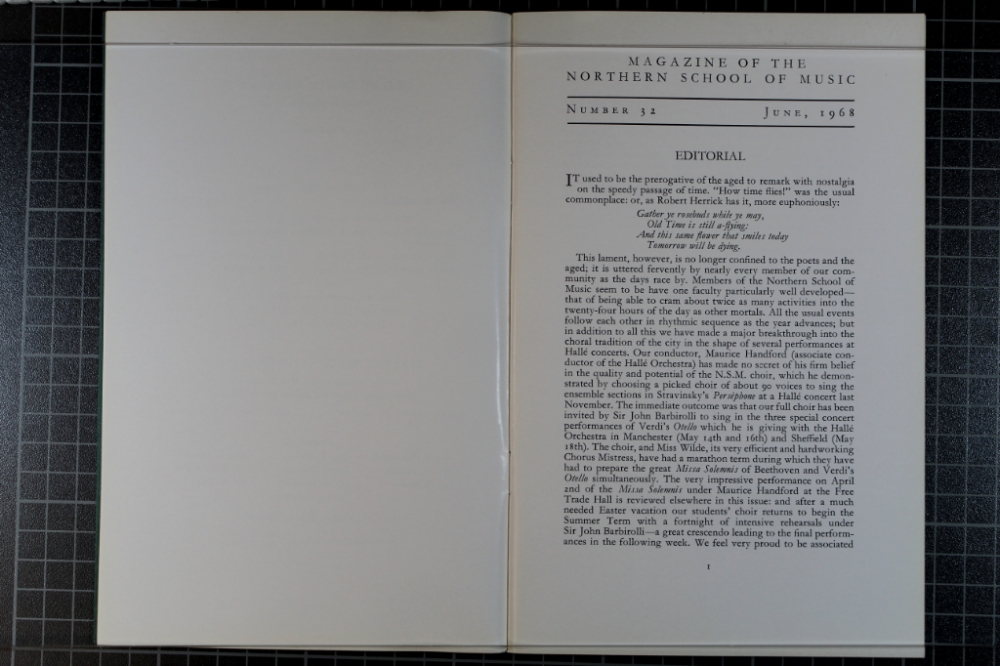 MAGAZINE OF THE
NORTHERN SCHOOL OF MUSIC
NUMBER 32 JUNE, 1968
EDITORIAL
IT used to be the prerogative of the aged to remark with nostalgia
on the speedy passage of time. "How time flies!" was the usual
commonplace: or, as Robert Herrick has it, more euphoniously:
Gather ye rosebuds while ye may,
Old Time is still a-flying:
And this same flower that smiles today
Tomorrow will be dying.
This lament, however, is no longer confined to the poets and the
aged; it is uttered fervently by nearly every member of our com-
munity as the days race by. Members of the Northern School of
Music seem to be have one faculty particularly well developed—
that of being able to cram about twice as many activities into the
twenty-four hours of the day as other mortals. All the usual events
follow each other in rhythmic sequence as the year advances; but
in addition to all this we have made a major breakthrough into the
choral tradition of the city in the shape of several performances at
Hallé concerts. Our conductor, Maurice Handford (associate con-
ductor of the Hallé Orchestra) has made no secret of his firm belief
in the quality and potential of the N.S.M. choir, which he demon-
strated by choosing a picked choir of about 90 voices to sing the
ensemble sections in Stravinsky's Perséphone at a Hallé concert last
November. The immediate outcome was that our full choir has been
invited by Sir John Barbirolli to sing in the three special concert
performances of Verdi's Otello which he is giving with the Hallé
Orchestra in Manchester (May 14th and 16th) and Sheffield (May
18th). The choir, and Miss Wilde, its very efficient and hardworking
Chorus Mistress, have had a marathon term during which they have
had to prepare the great Missa Solemnis of Beethoven and Verdi's
Otello simultaneously. The very impressive performance on April
2nd of the Missa Solemnis under Maurice Handford at the Free
Trade Hall is reviewed elsewhere in this issue: and after a much
needed Easter vacation our students' choir returns to begin the
Summer Term with a fortnight of intensive rehearsals under
Sir John Barbirolli—a great crescendo leading to the final perform-
ances in the following week. We feel very proud to be associated
1